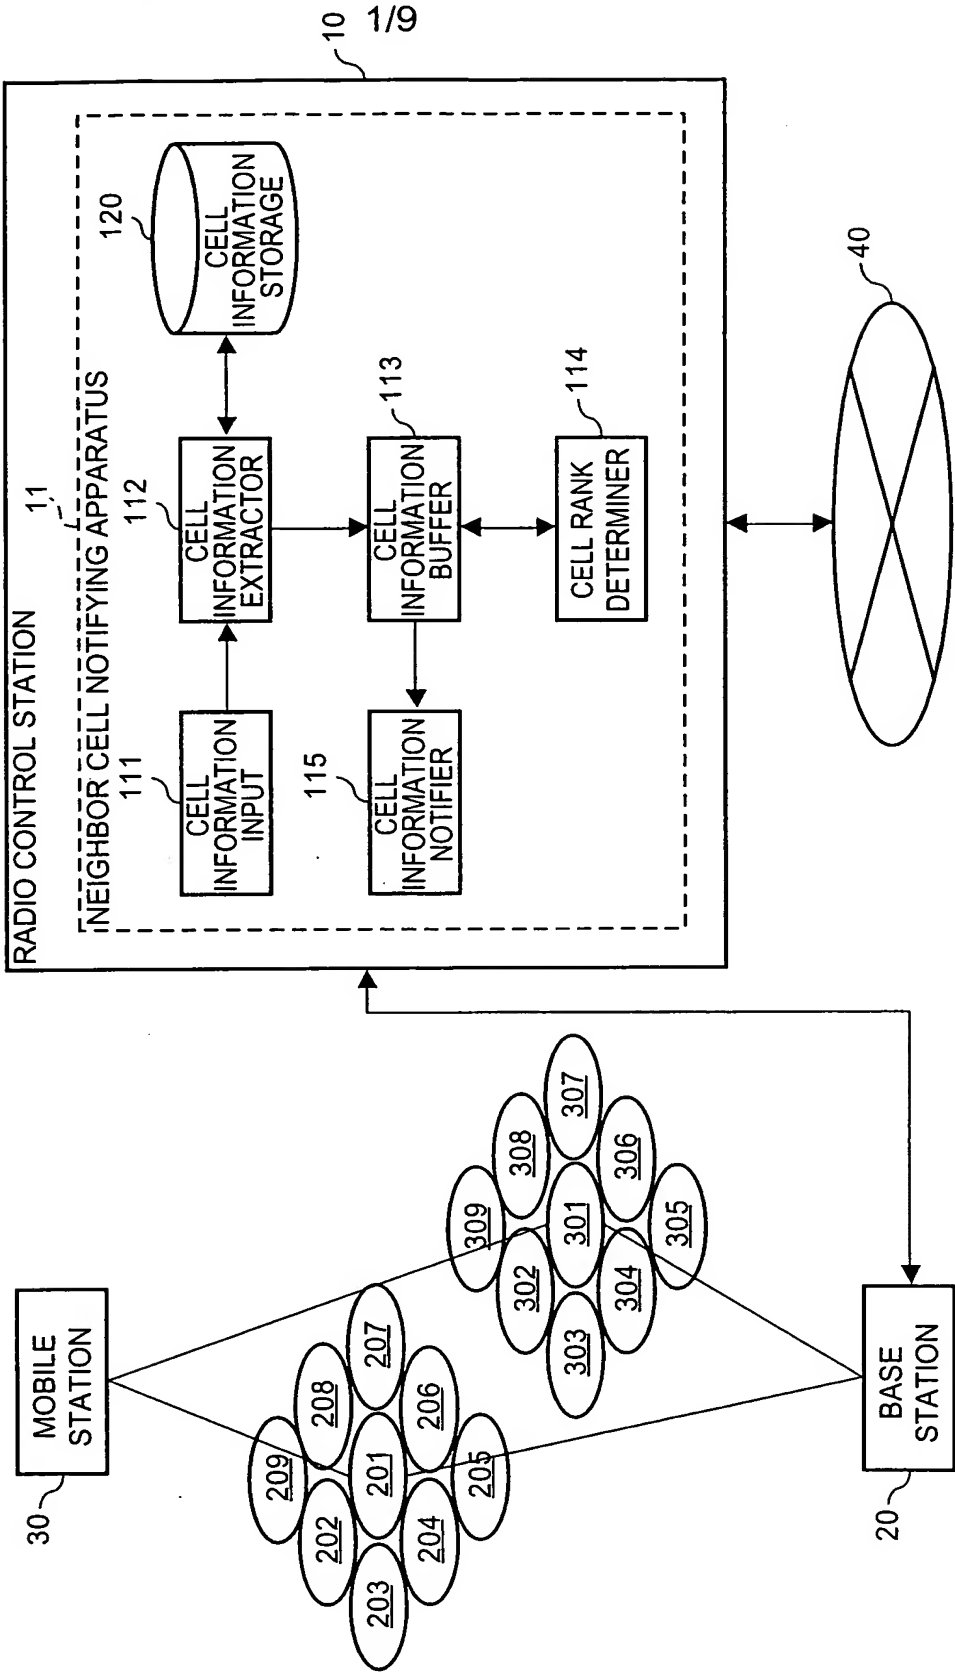 1/9
10
RADIO CONTROL STATION
11
NEIGHBOR CELL NOTIFYING APPARATUS
111
CELL
INFORMATION
INPUT
112
CELL
INFORMATION
EXTRACTOR
120
CELL
INFORMATION
STORAGE
115
CELL
INFORMATION
NOTIFIER
113
CELL
INFORMATION
BUFFER
114
CELL RANK
DETERMINER
40
30
MOBILE
STATION
209
202
208
203
201
207
204
206
205
309
302
308
303
301
307
304
306
305
20
BASE
STATION